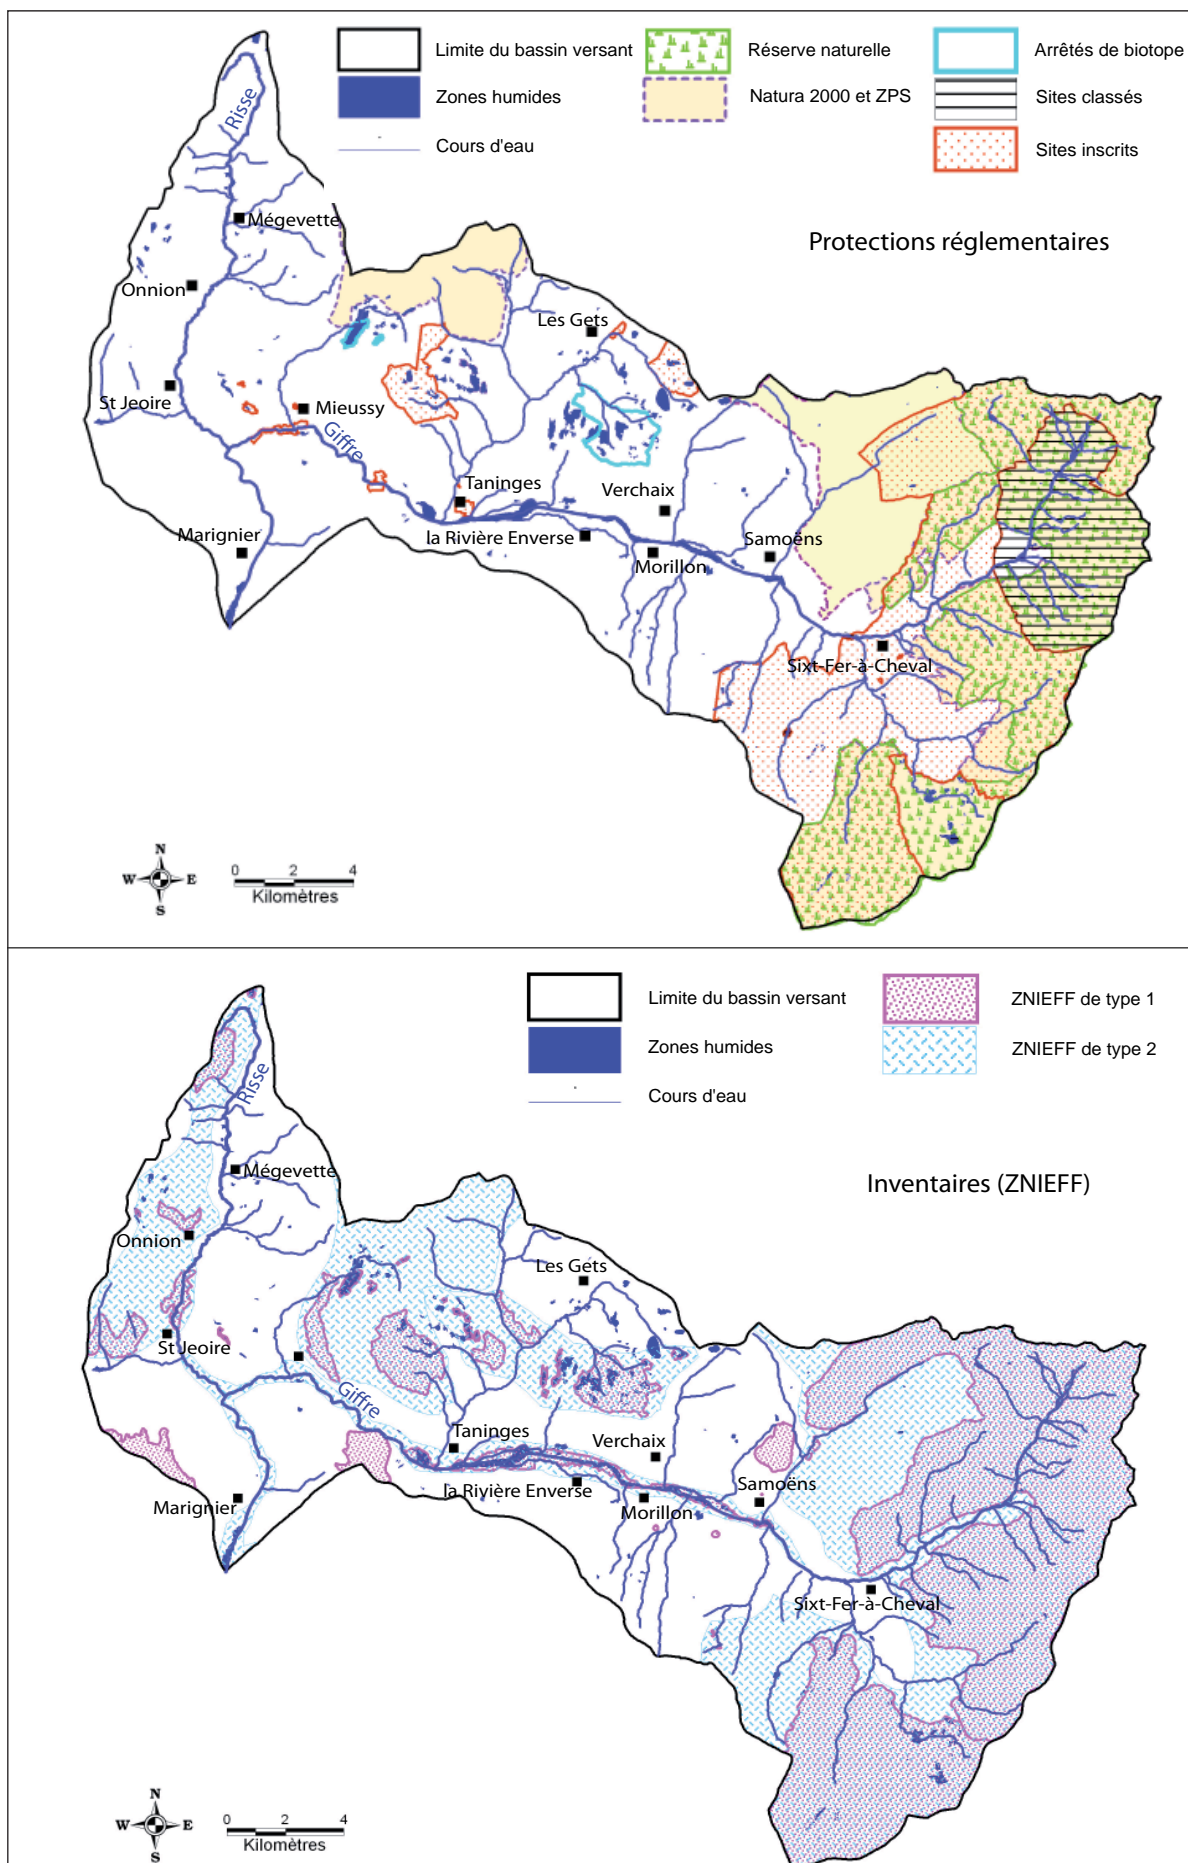 Limite du bassin versant
Réserve naturelle
Arrêtés de biotope
Zones humides
Natura 2000 et ZPS
Sites classés
Cours d'eau
Sites inscrits
Protections réglementaires
Risse
Mégevette
Onnion
Les Gets
St Jeoire
Mieussy
Giffre
Taninges
Verchaix
Marignier
la Rivière Enverse
Samoëns
Morillon
Sixt-Fer-à-Cheval
N
W
E
S
0 2 4
Kilomètres
Limite du bassin versant
ZNIEFF de type 1
Zones humides
ZNIEFF de type 2
Cours d'eau
Inventaires (ZNIEFF)
Risse
Mégevette
Onnion
Les Gets
St Jeoire
Giffre
Taninges
Verchaix
la Rivière Enverse
Samoëns
Marignier
Morillon
Sixt-Fer-à-Cheval
N
W
E
S
0 2 4
Kilomètres